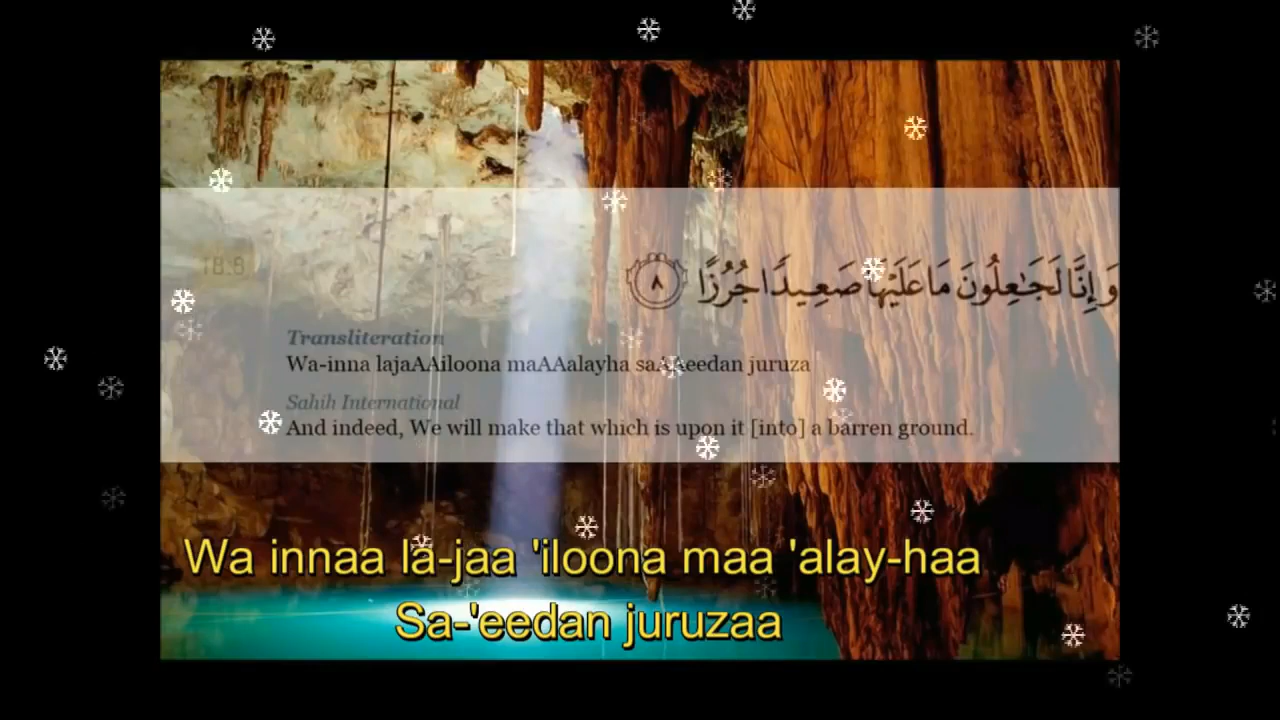 18:8
وَإِنَّا لَجَـٰعِلُونَ مَا عَلَيْهَا صَعِيدًا جُرُزًا ٨
Transliteration
Wa-inna lajaAAiloona maAAalayha saAAeedan juruza
Sahih International
And indeed, We will make that which is upon it [into] a barren ground.
Wa innaa la-jaa 'iloona maa 'alay-haa
Sa-'eedan juruzaa